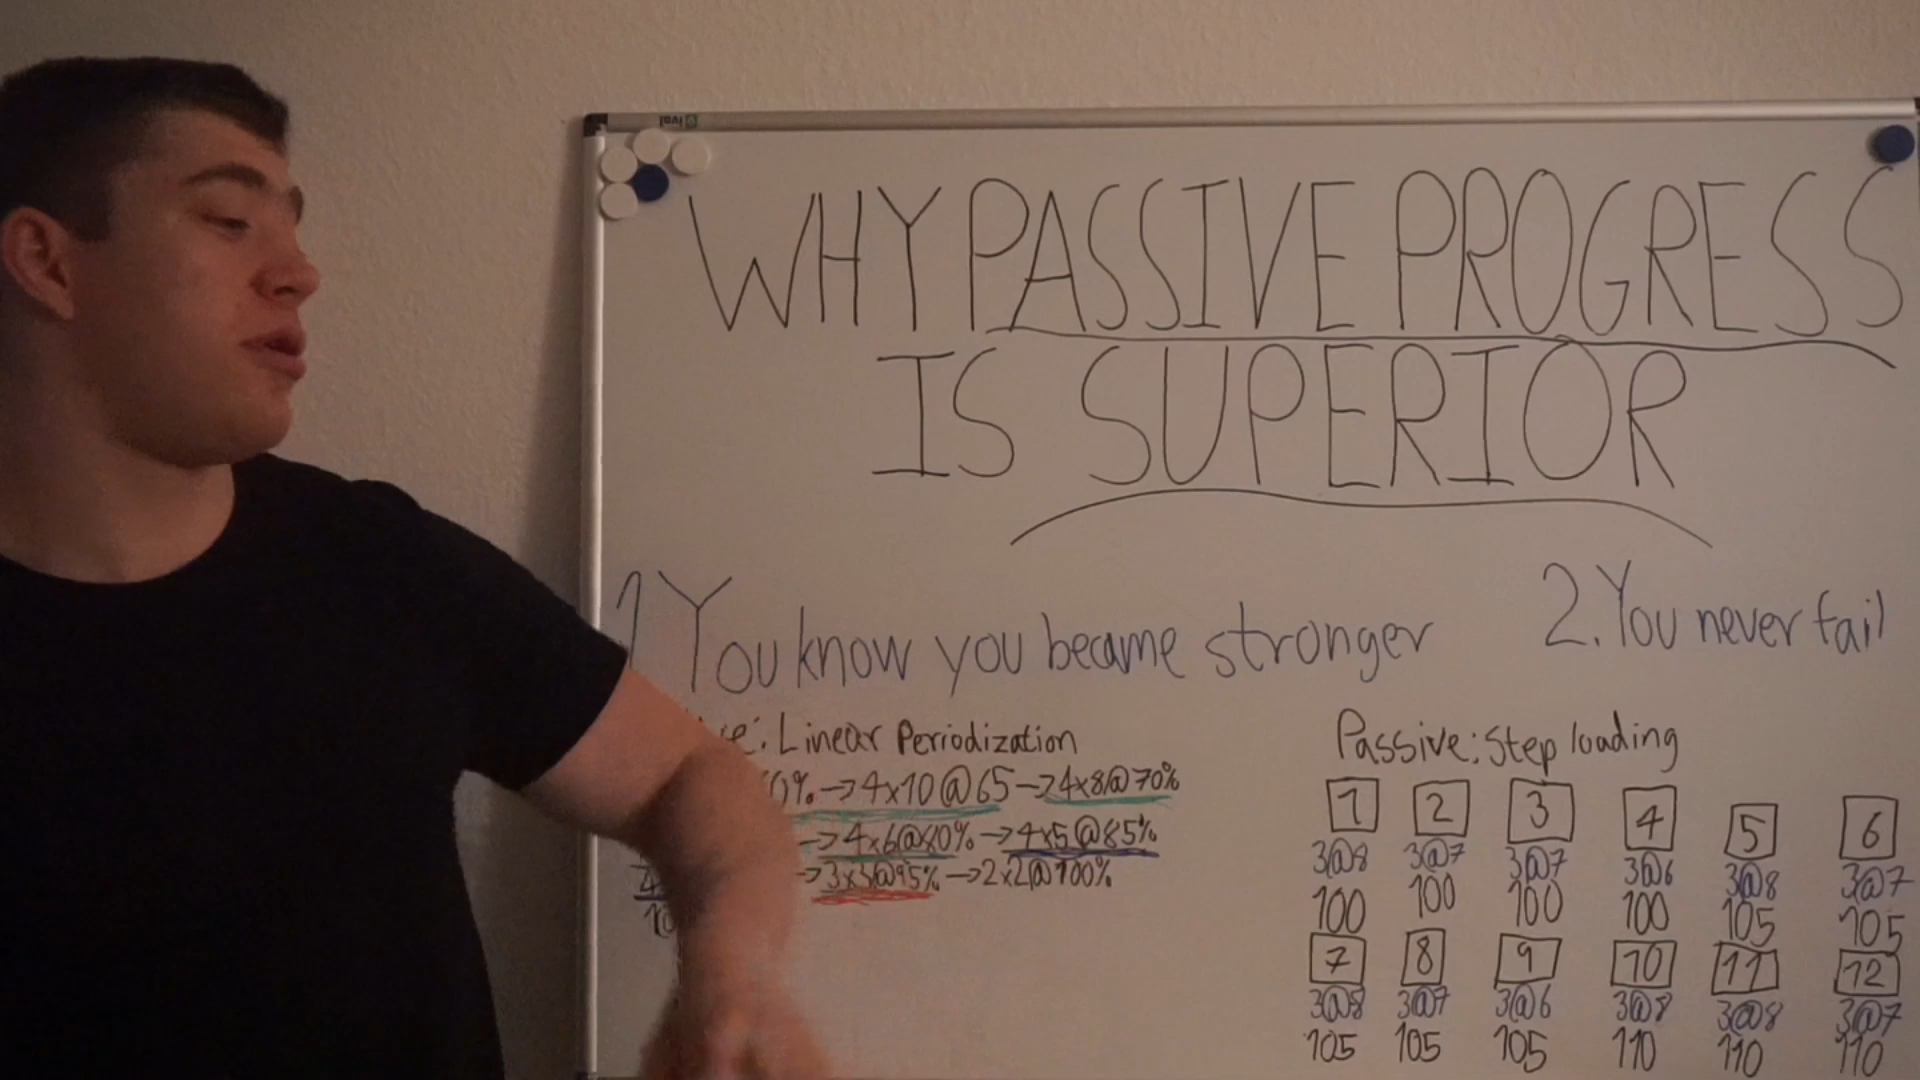 ival
WHY PASSIVE PROGRESS
IS SUPERIOR
1 You know you became stronger
2. You never fail
Linear Periodization
0% → 4x10@65 → 4x8@70%
→ 4x6@80% → 4x5@85%
→ 3x3@95% → 2x2@100%
Passive: Step loading
1 2 3 4 5 6
3@8 3@7 3@7 3@6 3@8 3@7
100 100 100 100 105 105
7 8 9 10 11 12
3@8 3@7 3@6 3@8 3@8 3@7
105 105 105 110 110 110